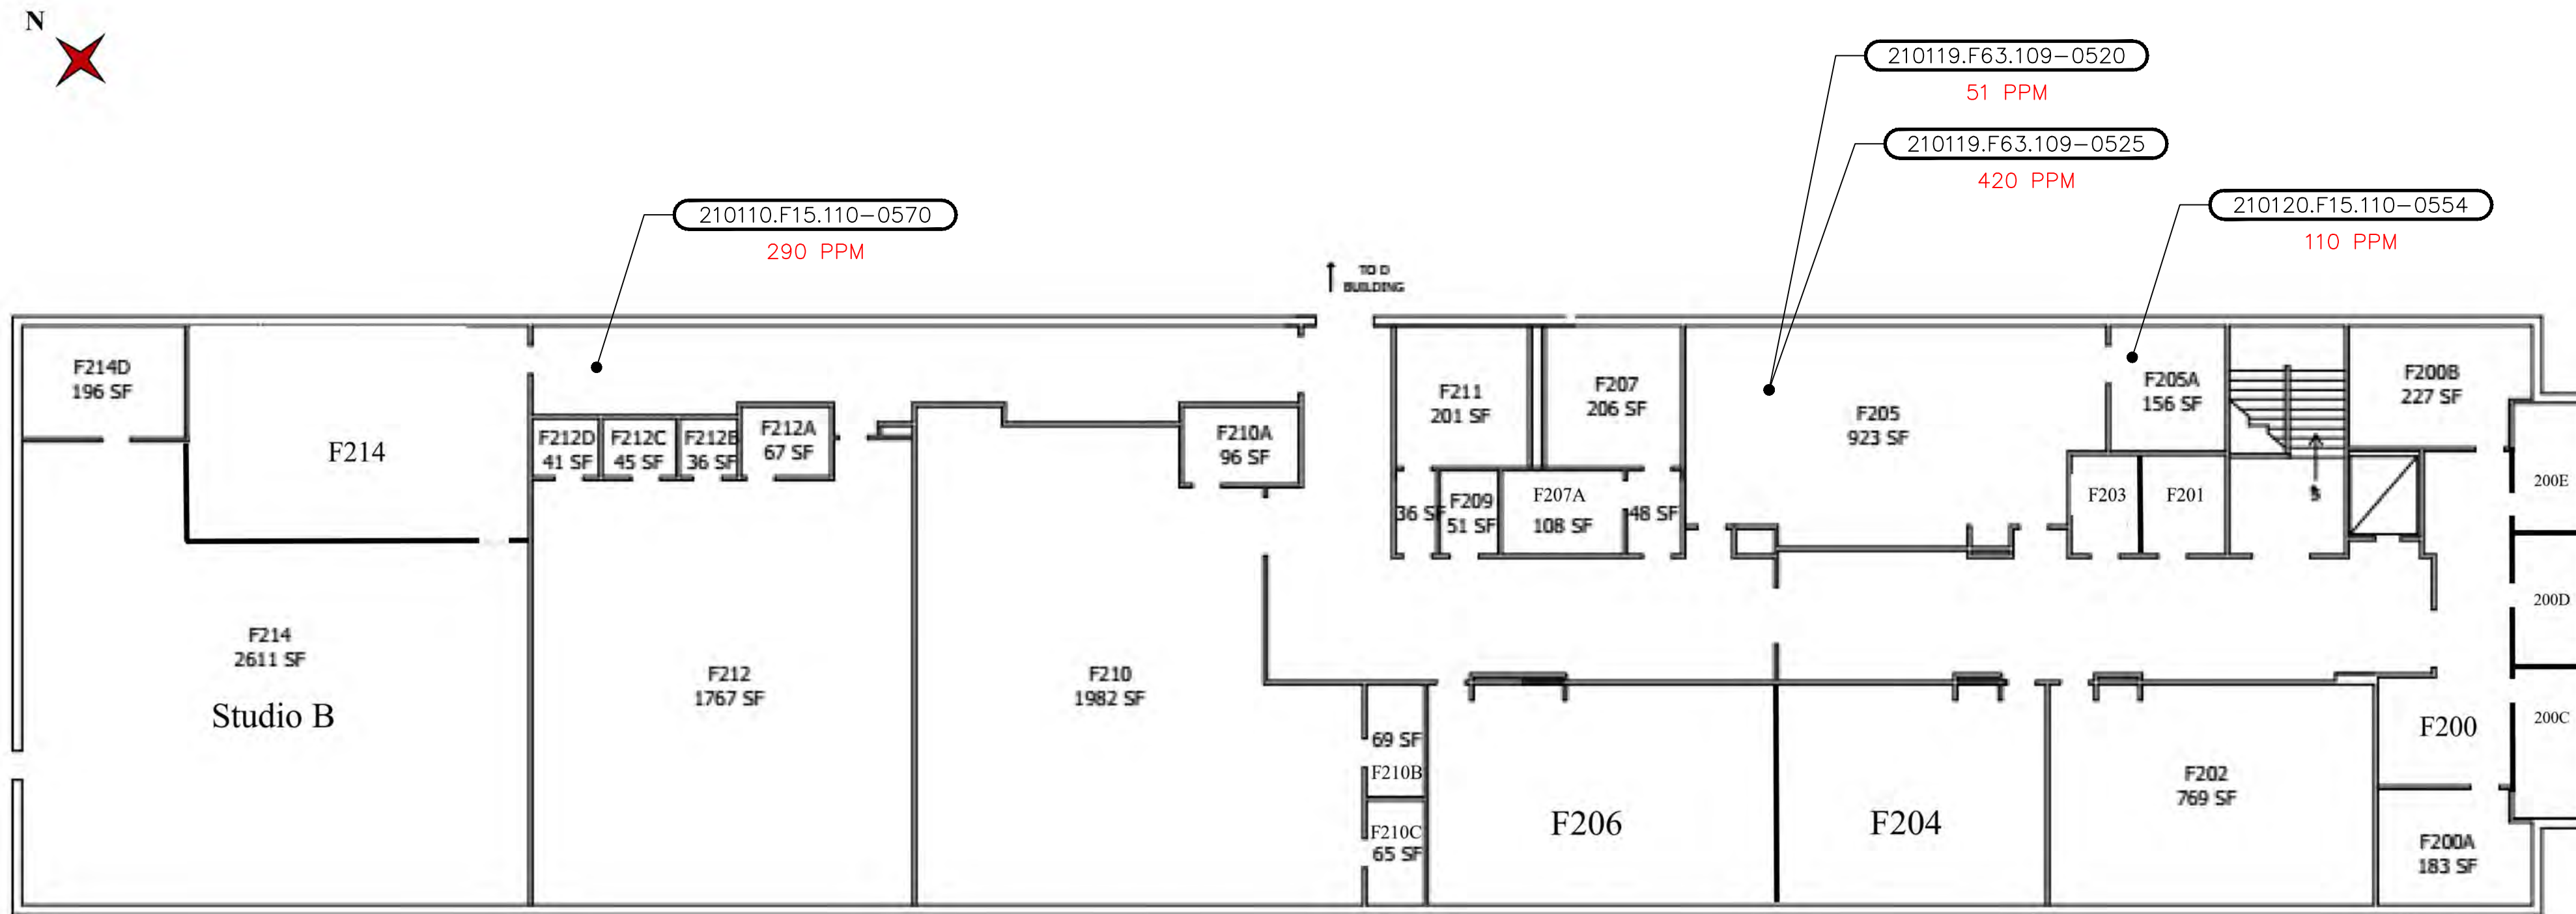 N
210119.F63.109-0520
51 PPM
210119.F63.109-0525
420 PPM
210110.F15.110-0570
290 PPM
210120.F15.110-0554
110 PPM
TO D
BUILDING
F214D
196 SF
F214
F212D
41 SF
F212C
45 SF
F212B
36 SF
F212A
67 SF
F210A
96 SF
F211
201 SF
F207
206 SF
F205
923 SF
F205A
156 SF
F200B
227 SF
36 SF
F209
51 SF
F207A
108 SF
48 SF
F203
F201
200E
200D
200C
F214
2611 SF
Studio B
F212
1767 SF
F210
1982 SF
69 SF
F210B
F210C
65 SF
F206
F204
F202
769 SF
F200
F200A
183 SF